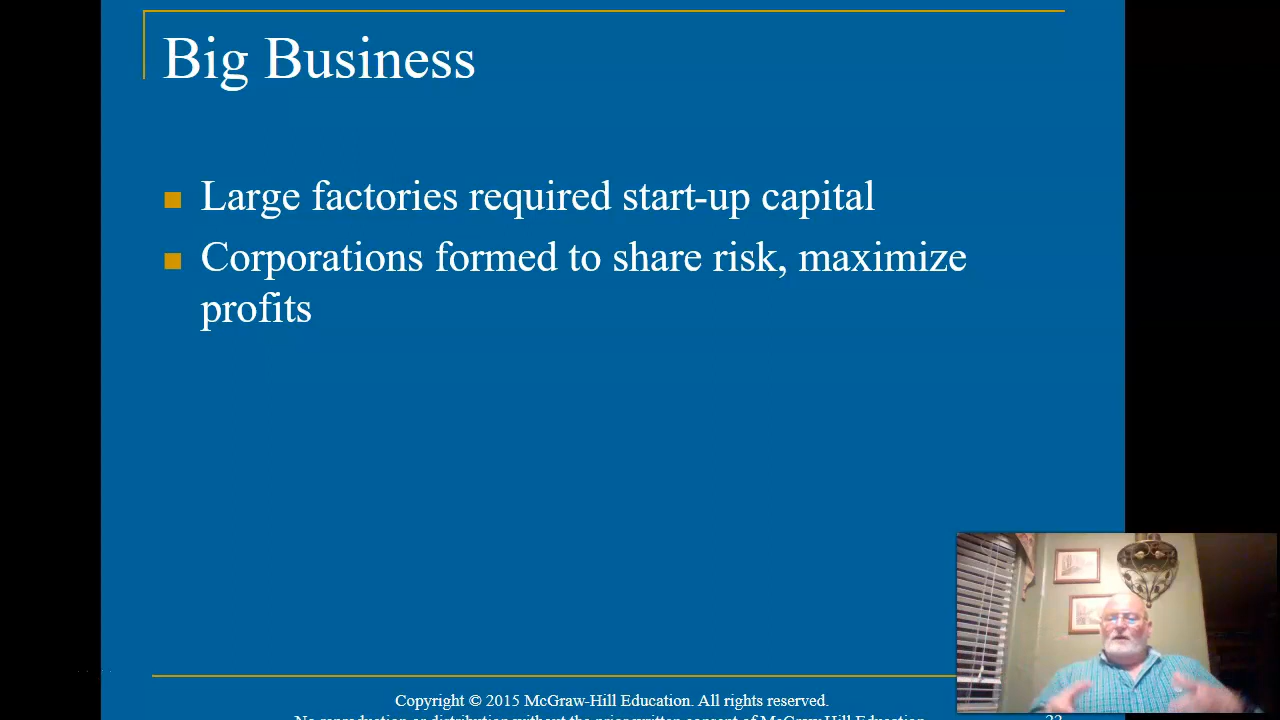 Big Business
Large factories required start-up capital
Corporations formed to share risk, maximize
profits
Copyright © 2015 McGraw-Hill Education. All rights reserved.
No reproduction or distribution without the prior written consent of McGraw-Hill Education
22